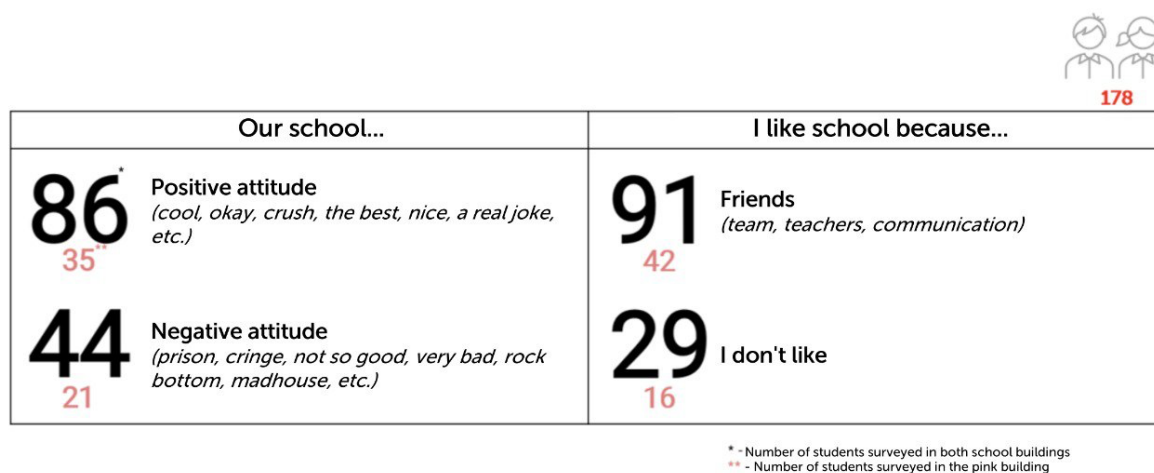 178
Our school...
I like school because...
86*
Positive attitude
(cool, okay, crush, the best, nice, a real joke,
etc.)
35**
91
Friends
(team, teachers, communication)
42
44
Negative attitude
(prison, cringe, not so good, very bad, rock
bottom, madhouse, etc.)
21
29
I don't like
16
* - Number of students surveyed in both school buildings
** - Number of students surveyed in the pink building